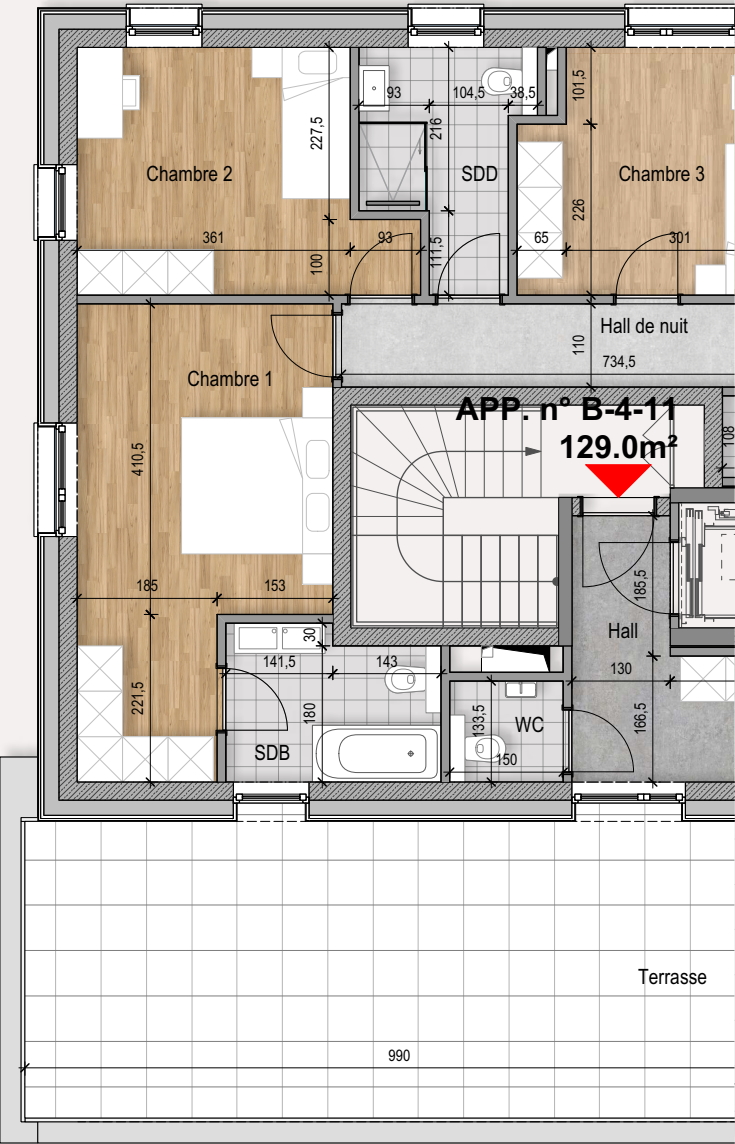 101,5
93
104,5
38,5
216
227,5
Chambre 2
SDD
Chambre 3
226
361
93
65
301
100
111,5
Hall de nuit
110
734,5
Chambre 1
APP. n° B-4-11
129.0m²
108
410,5
185
153
185,5
30
Hall
141,5
143
130
221,5
180
133,5
WC
166,5
SDB
150
Terrasse
990